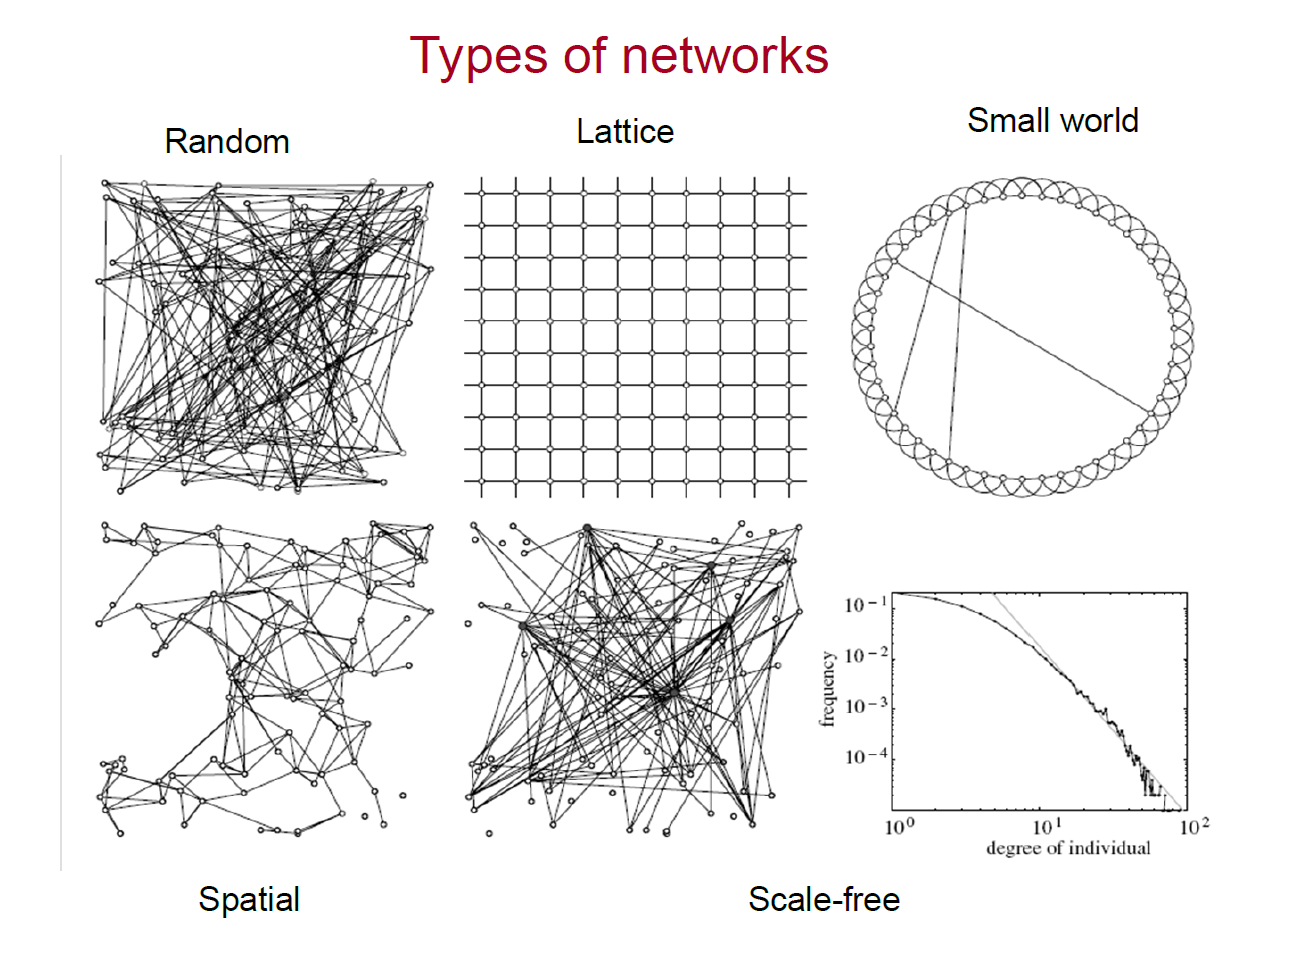 Types of networks
Random
Lattice
Small world
10⁻¹
10⁻²
10⁻³
10⁻⁴
frequency
10⁰
10¹
10²
degree of individual
Spatial
Scale-free